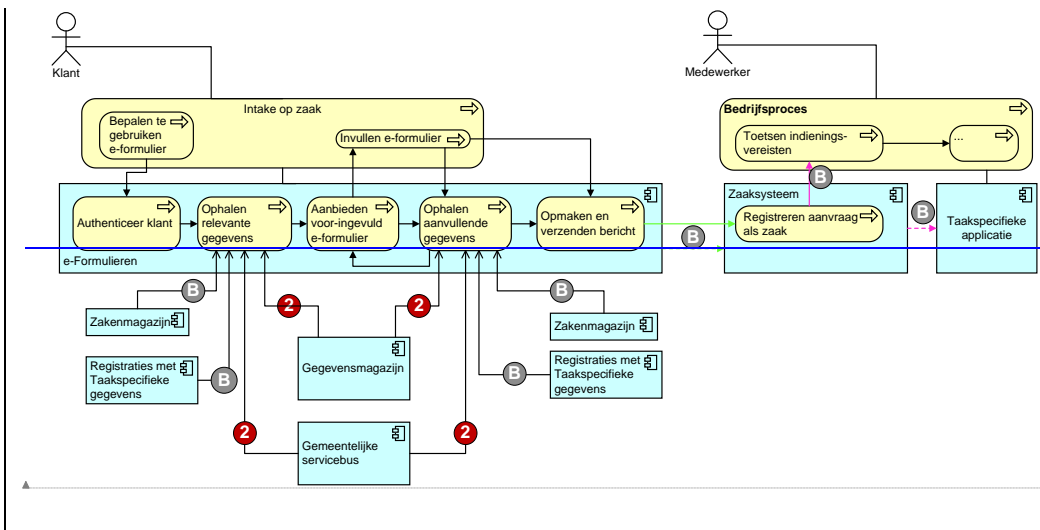 Klant
Medewerker
Intake op zaak
Bepalen te
gebruiken
e-formulier
Invullen e-formulier
Bedrijfsproces
Toetsen indienings-
vereisten
...
B
Authenticeer klant
Ophalen
relevante
gegevens
Aanbieden
voor-ingevuld
e-formulier
Ophalen
aanvullende
gegevens
Opmaken en
verzenden bericht
e-Formulieren
B
Zaaksysteem
Registreren aanvraag
als zaak
B
Taakspecifieke
applicatie
B
2
2
B
Zakenmagazijn
Zakenmagazijn
Registraties met
Taakspecifieke
gegevens
B
Gegevensmagazijn
B
Registraties met
Taakspecifieke
gegevens
2
2
Gemeentelijke
servicebus